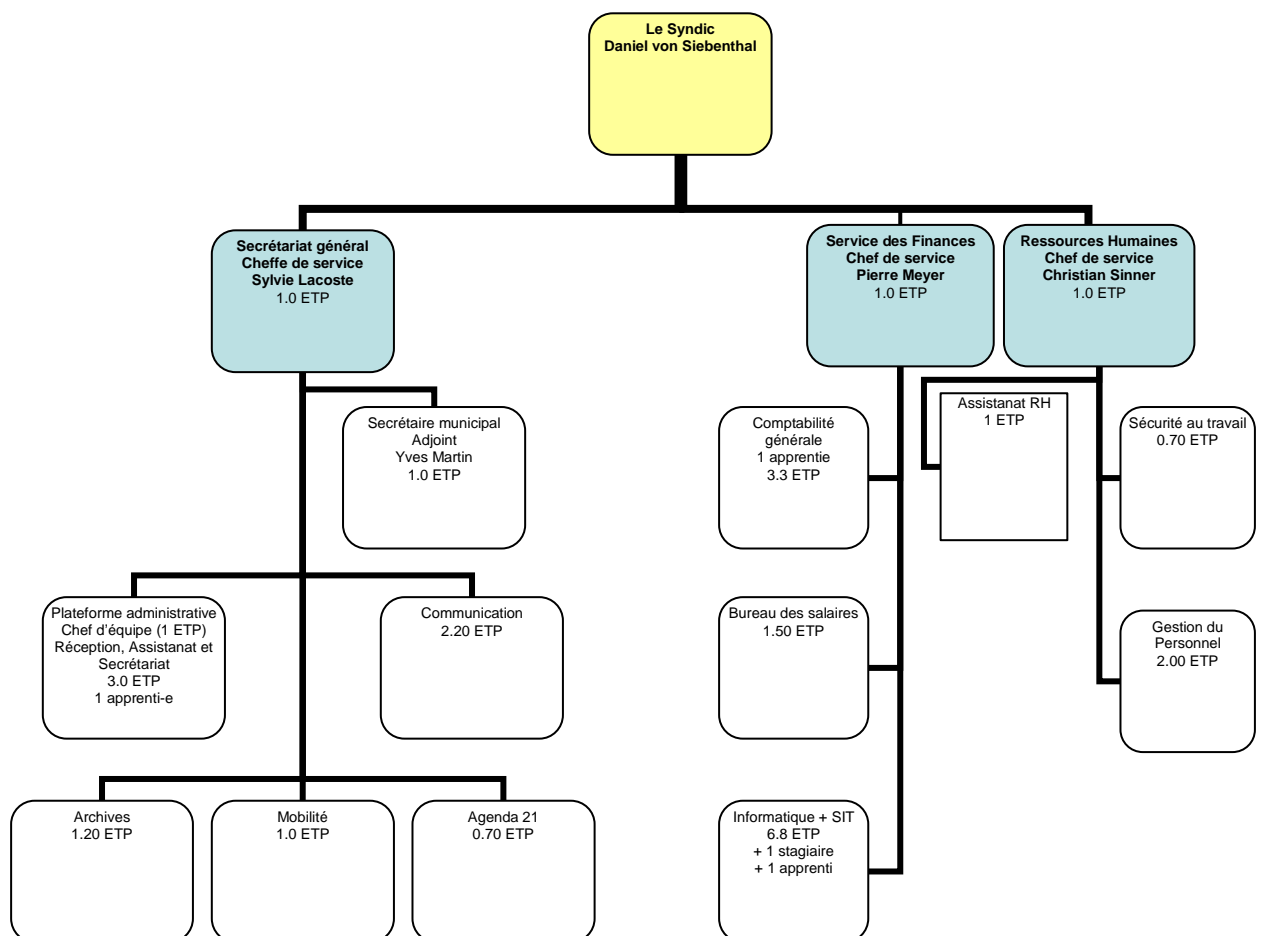 Le Syndic
Daniel von Siebenthal
Secrétariat général
Cheffe de service
Sylvie Lacoste
1.0 ETP
Service des Finances
Chef de service
Pierre Meyer
1.0 ETP
Ressources Humaines
Chef de service
Christian Sinner
1.0 ETP
Secrétaire municipal
Adjoint
Yves Martin
1.0 ETP
Comptabilité
générale
1 apprentie
3.3 ETP
Assistanat RH
1 ETP
Sécurité au travail
0.70 ETP
Plateforme administrative
Chef d'équipe (1 ETP)
Réception, Assistanat et
Secrétariat
3.0 ETP
1 apprenti-e
Communication
2.20 ETP
Bureau des salaires
1.50 ETP
Gestion du
Personnel
2.00 ETP
Archives
1.20 ETP
Mobilité
1.0 ETP
Agenda 21
0.70 ETP
Informatique + SIT
6.8 ETP
+ 1 stagiaire
+ 1 apprenti